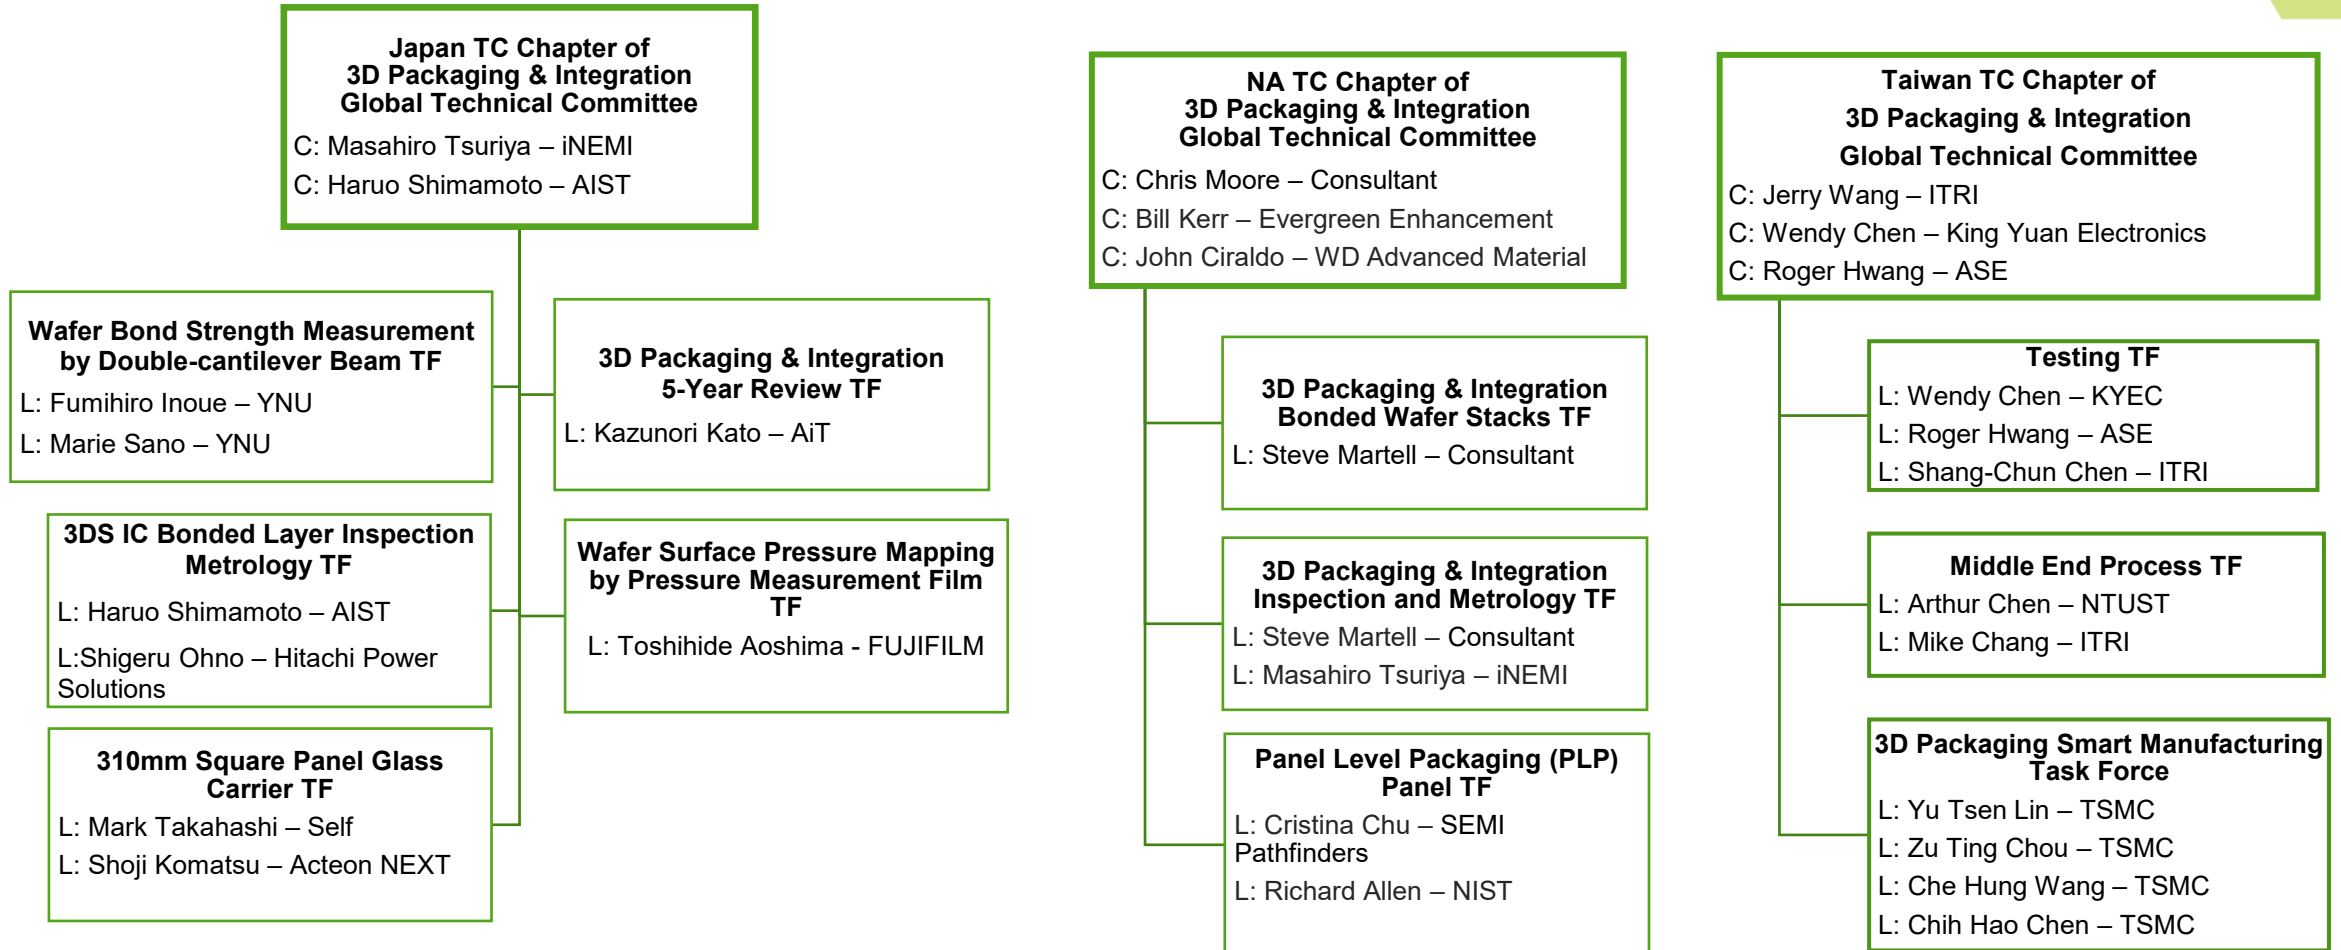 Japan TC Chapter of
3D Packaging & Integration
Global Technical Committee
C: Masahiro Tsuriya – iNEMI
C: Haruo Shimamoto – AIST
Wafer Bond Strength Measurement
by Double-cantilever Beam TF
L: Fumihiro Inoue – YNU
L: Marie Sano – YNU
3D Packaging & Integration
5-Year Review TF
L: Kazunori Kato – AiT
3DS IC Bonded Layer Inspection
Metrology TF
L: Haruo Shimamoto – AIST
L:Shigeru Ohno – Hitachi Power
Solutions
Wafer Surface Pressure Mapping
by Pressure Measurement Film
TF
L: Toshihide Aoshima - FUJIFILM
310mm Square Panel Glass
Carrier TF
L: Mark Takahashi – Self
L: Shoji Komatsu – Acteon NEXT
NA TC Chapter of
3D Packaging & Integration
Global Technical Committee
C: Chris Moore – Consultant
C: Bill Kerr – Evergreen Enhancement
C: John Ciraldo – WD Advanced Material
3D Packaging & Integration
Bonded Wafer Stacks TF
L: Steve Martell – Consultant
3D Packaging & Integration
Inspection and Metrology TF
L: Steve Martell – Consultant
L: Masahiro Tsuriya – iNEMI
Panel Level Packaging (PLP)
Panel TF
L: Cristina Chu – SEMI
Pathfinders
L: Richard Allen – NIST
Taiwan TC Chapter of
3D Packaging & Integration
Global Technical Committee
C: Jerry Wang – ITRI
C: Wendy Chen – King Yuan Electronics
C: Roger Hwang – ASE
Testing TF
L: Wendy Chen – KYEC
L: Roger Hwang – ASE
L: Shang-Chun Chen – ITRI
Middle End Process TF
L: Arthur Chen – NTUST
L: Mike Chang – ITRI
3D Packaging Smart Manufacturing
Task Force
L: Yu Tsen Lin – TSMC
L: Zu Ting Chou – TSMC
L: Che Hung Wang – TSMC
L: Chih Hao Chen – TSMC